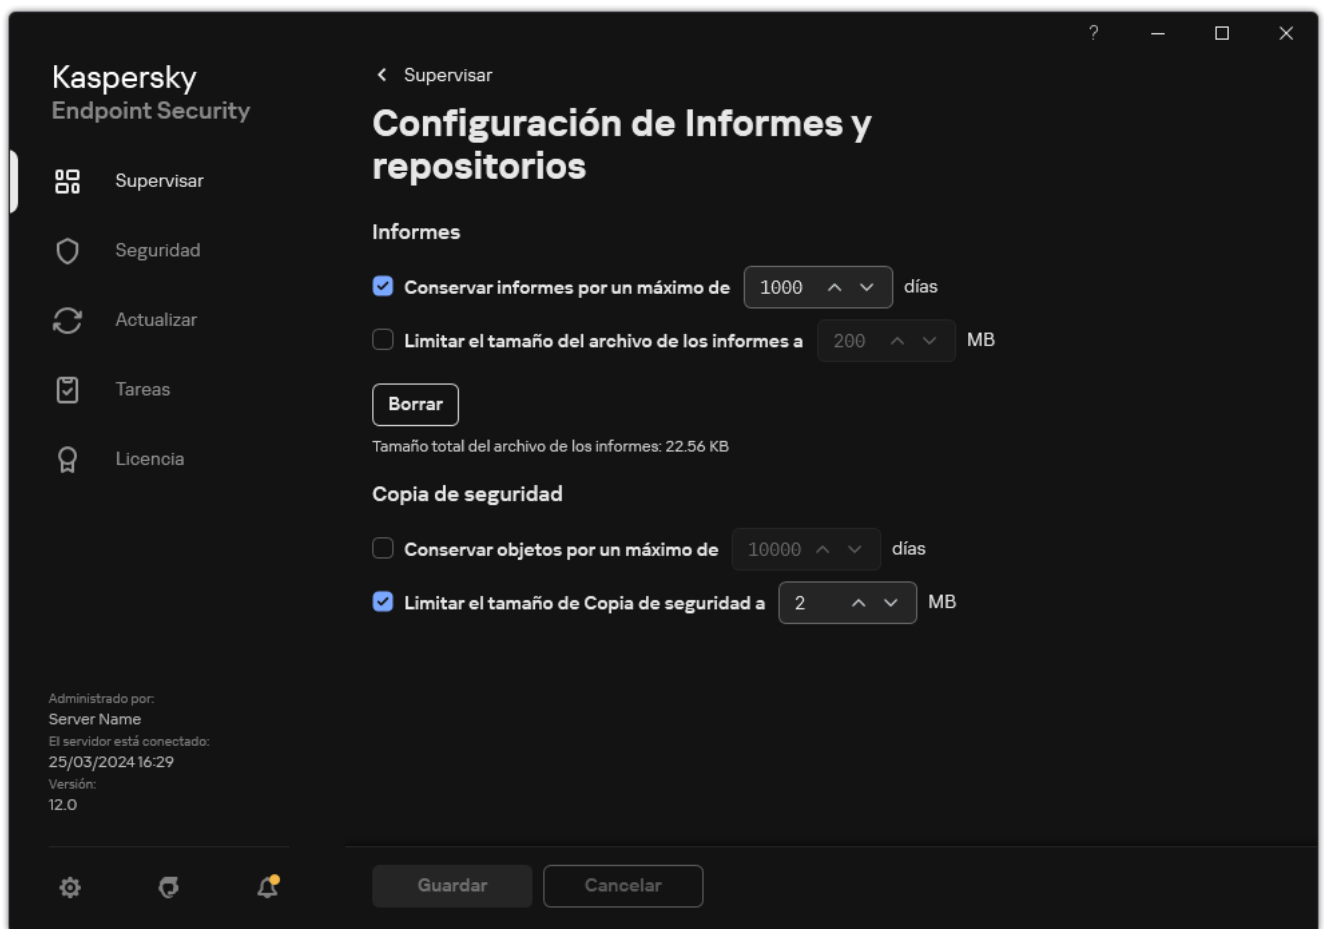 ?
Kaspersky
Endpoint Security
Supervisar
Seguridad
Actualizar
Tareas
Licencia
Administrado por:
Server Name
El servidor está conectado:
25/03/2024 16:29
Versión:
12.0
Supervisar
Configuración de Informes y
repositorios
Informes
Conservar informes por un máximo de 1000 días
Limitar el tamaño del archivo de los informes a 200 MB
Borrar
Tamaño total del archivo de los informes: 22.56 KB
Copia de seguridad
Conservar objetos por un máximo de 10000 días
Limitar el tamaño de Copia de seguridad a 2 MB
Guardar Cancelar